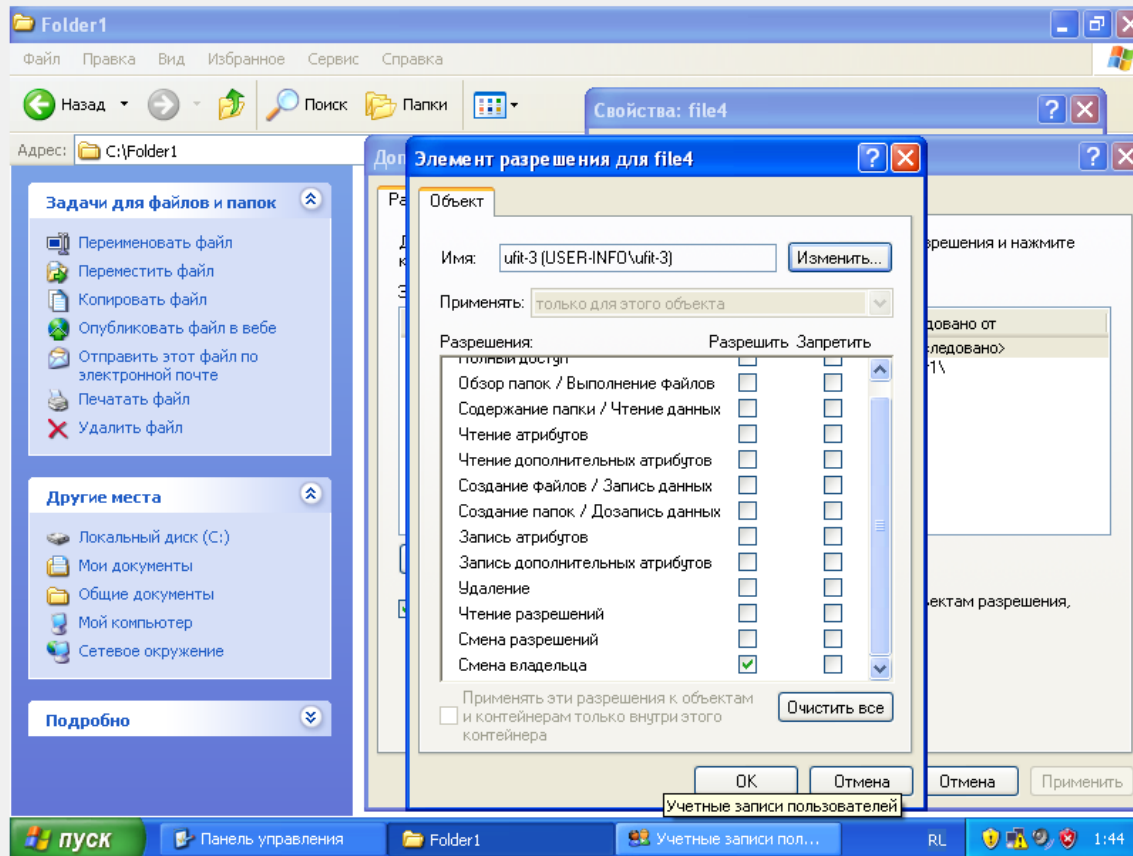 Folder1
Файл Правка Вид Избранное Сервис Справка
Назад Поиск Папки
Свойства: file4
Адрес: C:\Folder1
Задачи для файлов и папок
Переименовать файл
Переместить файл
Копировать файл
Опубликовать файл в вебе
Отправить этот файл по
электронной почте
Печатать файл
Удалить файл
Другие места
Локальный диск (C:)
Мои документы
Общие документы
Мой компьютер
Сетевое окружение
Подробно
Доп
Элемент разрешения для file4
Ра
Объект
Имя: ufit-3 (USER-INFO\ufit-3) Изменить...
Применять: только для этого объекта
Разрешения: Разрешить Запретить
Полный доступ
Обзор папок / Выполнение файлов
Содержание папки / Чтение данных
Чтение атрибутов
Чтение дополнительных атрибутов
Создание файлов / Запись данных
Создание папок / Дозапись данных
Запись атрибутов
Запись дополнительных атрибутов
Удаление
Чтение разрешений
Смена разрешений
Смена владельца
Применять эти разрешения к объектам
и контейнерам только внутри этого
контейнера
Очистить все
OK Отмена
зрешения и нажмите
довано от
следовано>
1\
ектам разрешения,
Отмена Применить
Учетные записи пользователей
пуск Панель управления Folder1 Учетные записи пол... RL 1:44